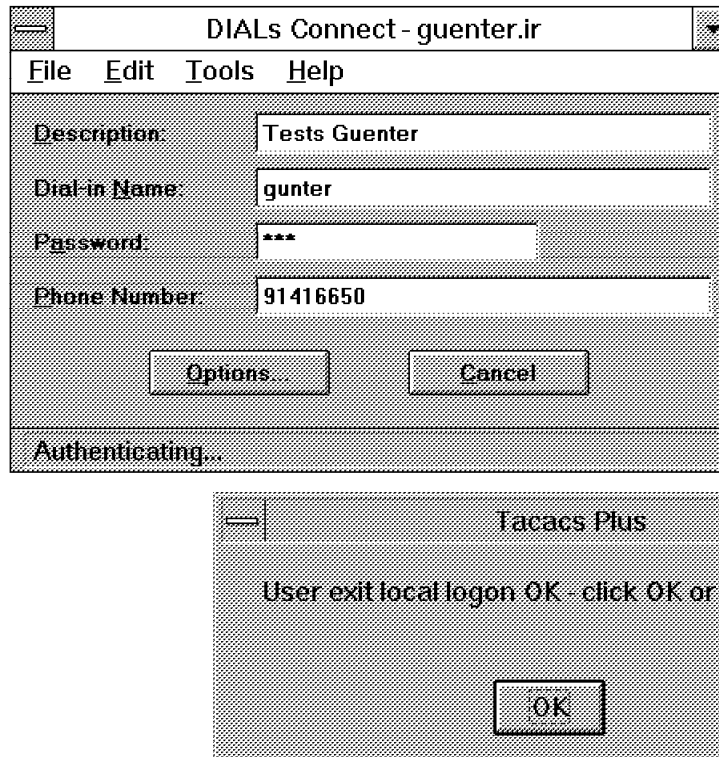 DIALs Connect - guenter.ir
File Edit Tools Help
Description: Tests Guenter
Dial-in Name: gunter
Password: ***
Phone Number: 91416650
Options... Cancel
Authenticating...
Tacacs Plus
User exit local logon OK - click OK or
OK